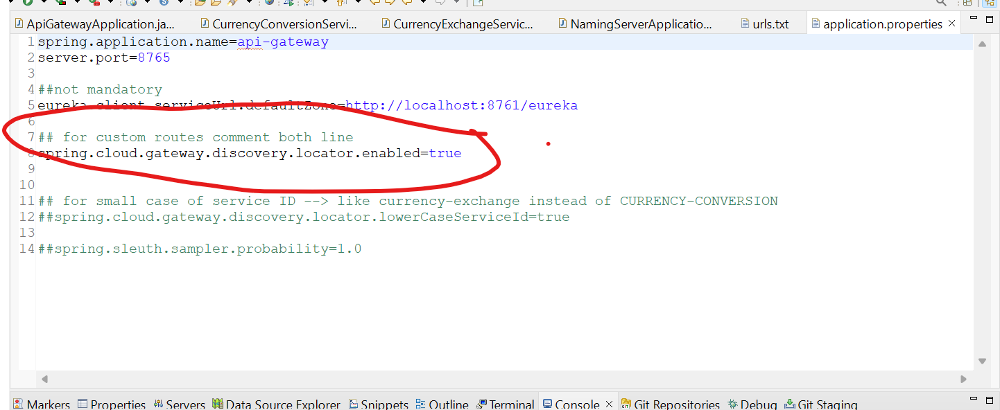 ApiGatewayApplication.ja... CurrencyConversionServi... CurrencyExchangeServic... NamingServerApplicatio... urls.txt application.properties
1 spring.application.name=api-gateway
2 server.port=8765
3
4 ##not mandatory
5 eureka.client.serviceUrl.defaultZone=http://localhost:8761/eureka
6
7 ## for custom routes comment both line
8 spring.cloud.gateway.discovery.locator.enabled=true
9
10
11 ## for small case of service ID --> like currency-exchange instead of CURRENCY-CONVERSION
12 ##spring.cloud.gateway.discovery.locator.lowerCaseServiceId=true
13
14 ##spring.sleuth.sampler.probability=1.0
Markers Properties Servers Data Source Explorer Snippets Outline Terminal Console Git Repositories Debug Git Staging